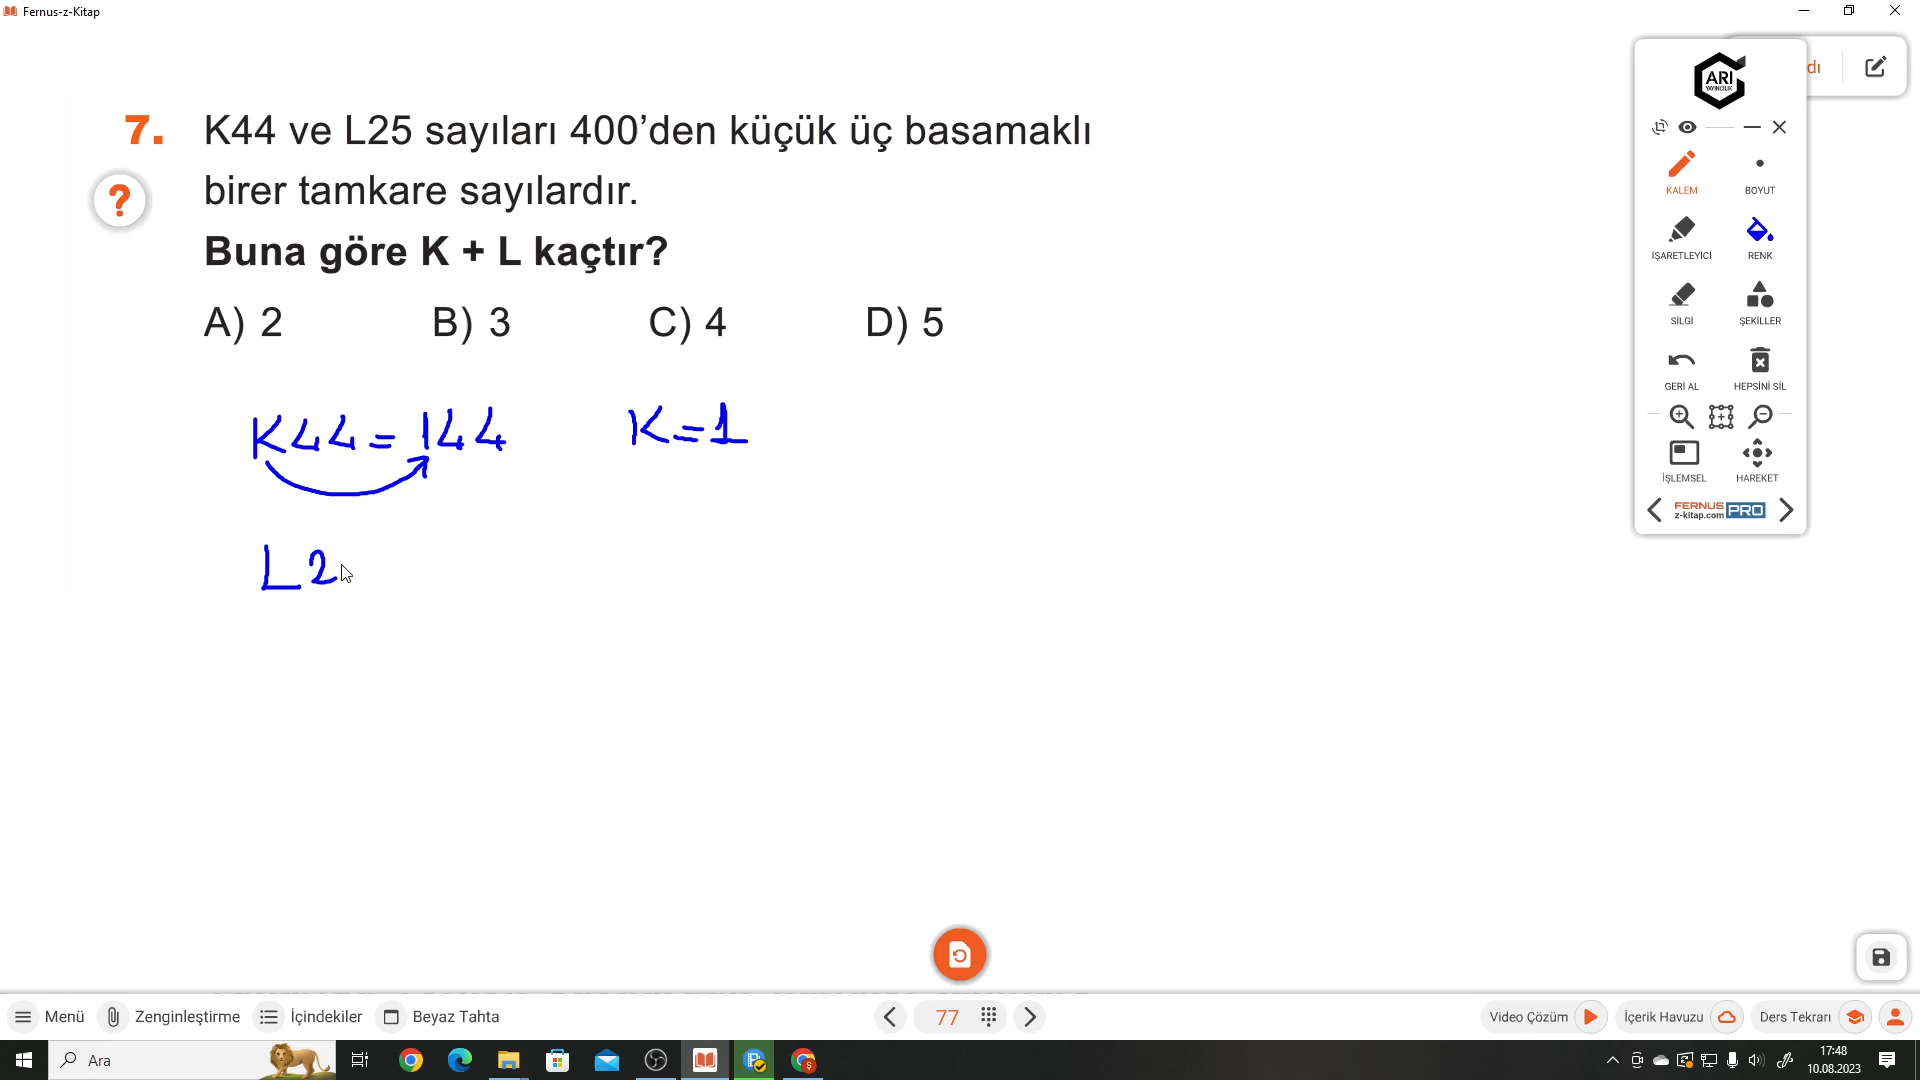 Fernus-z-Kitap
7. K44 ve L25 sayıları 400’den küçük üç basamaklı
birer tamkare sayılardır.
?
Buna göre K + L kaçtır?
A) 2 B) 3 C) 4 D) 5
K44 = 144 K=1
L2
dı
ARI
YAYINCILIK
KALEM BOYUT
İŞARETLEYİCİ RENK
SİLGİ ŞEKİLLER
GERİ AL HEPSİNİ SİL
İŞLEMSEL HAREKET
FERNUS
z-kitap.com PRO
Menü Zenginleştirme İçindekiler Beyaz Tahta 77 Video Çözüm İçerik Havuzu Ders Tekrarı
Ara 17:48
10.08.2023